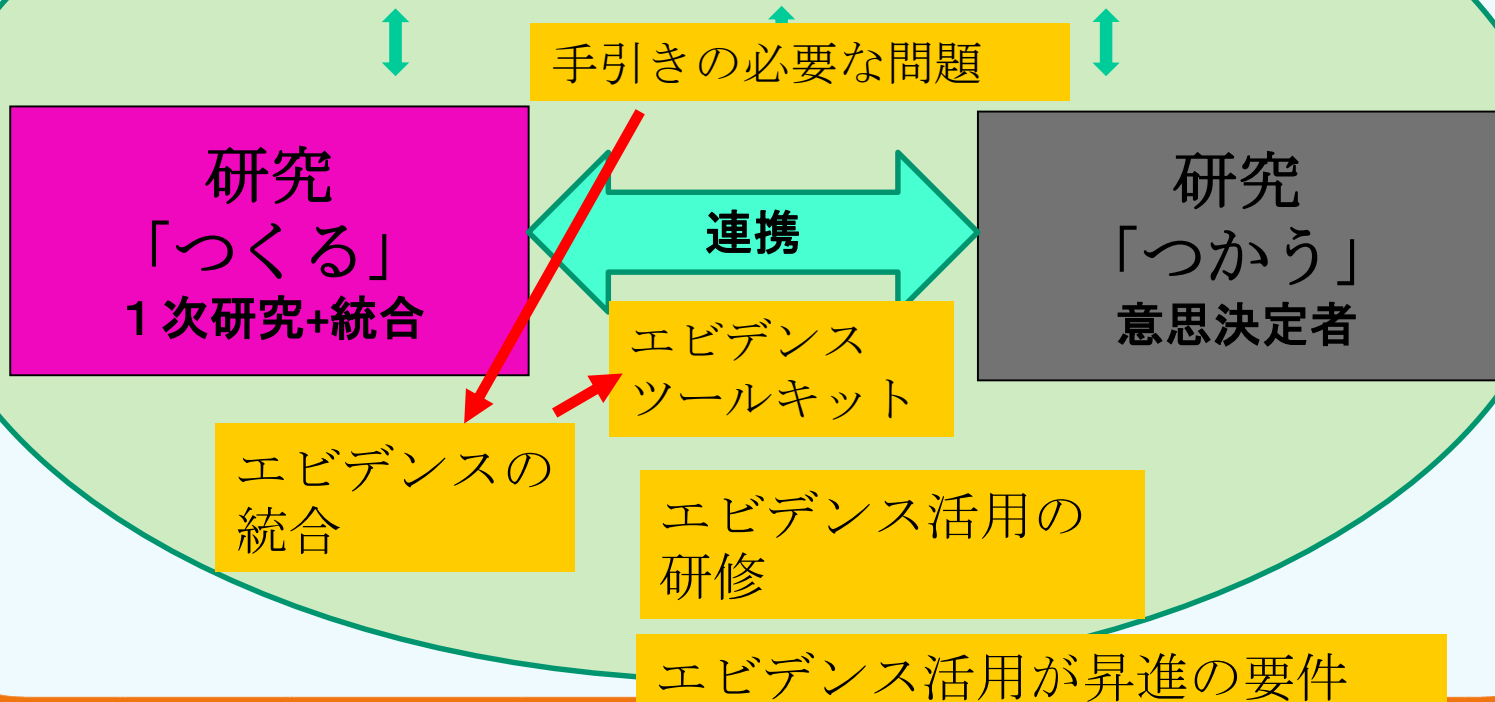 手引きの必要な問題
研究
「つくる」
１次研究+統合
連携
研究
「つかう」
意思決定者
エビデンス
ツールキット
エビデンスの
統合
エビデンス活用の
研修
エビデンス活用が昇進の要件